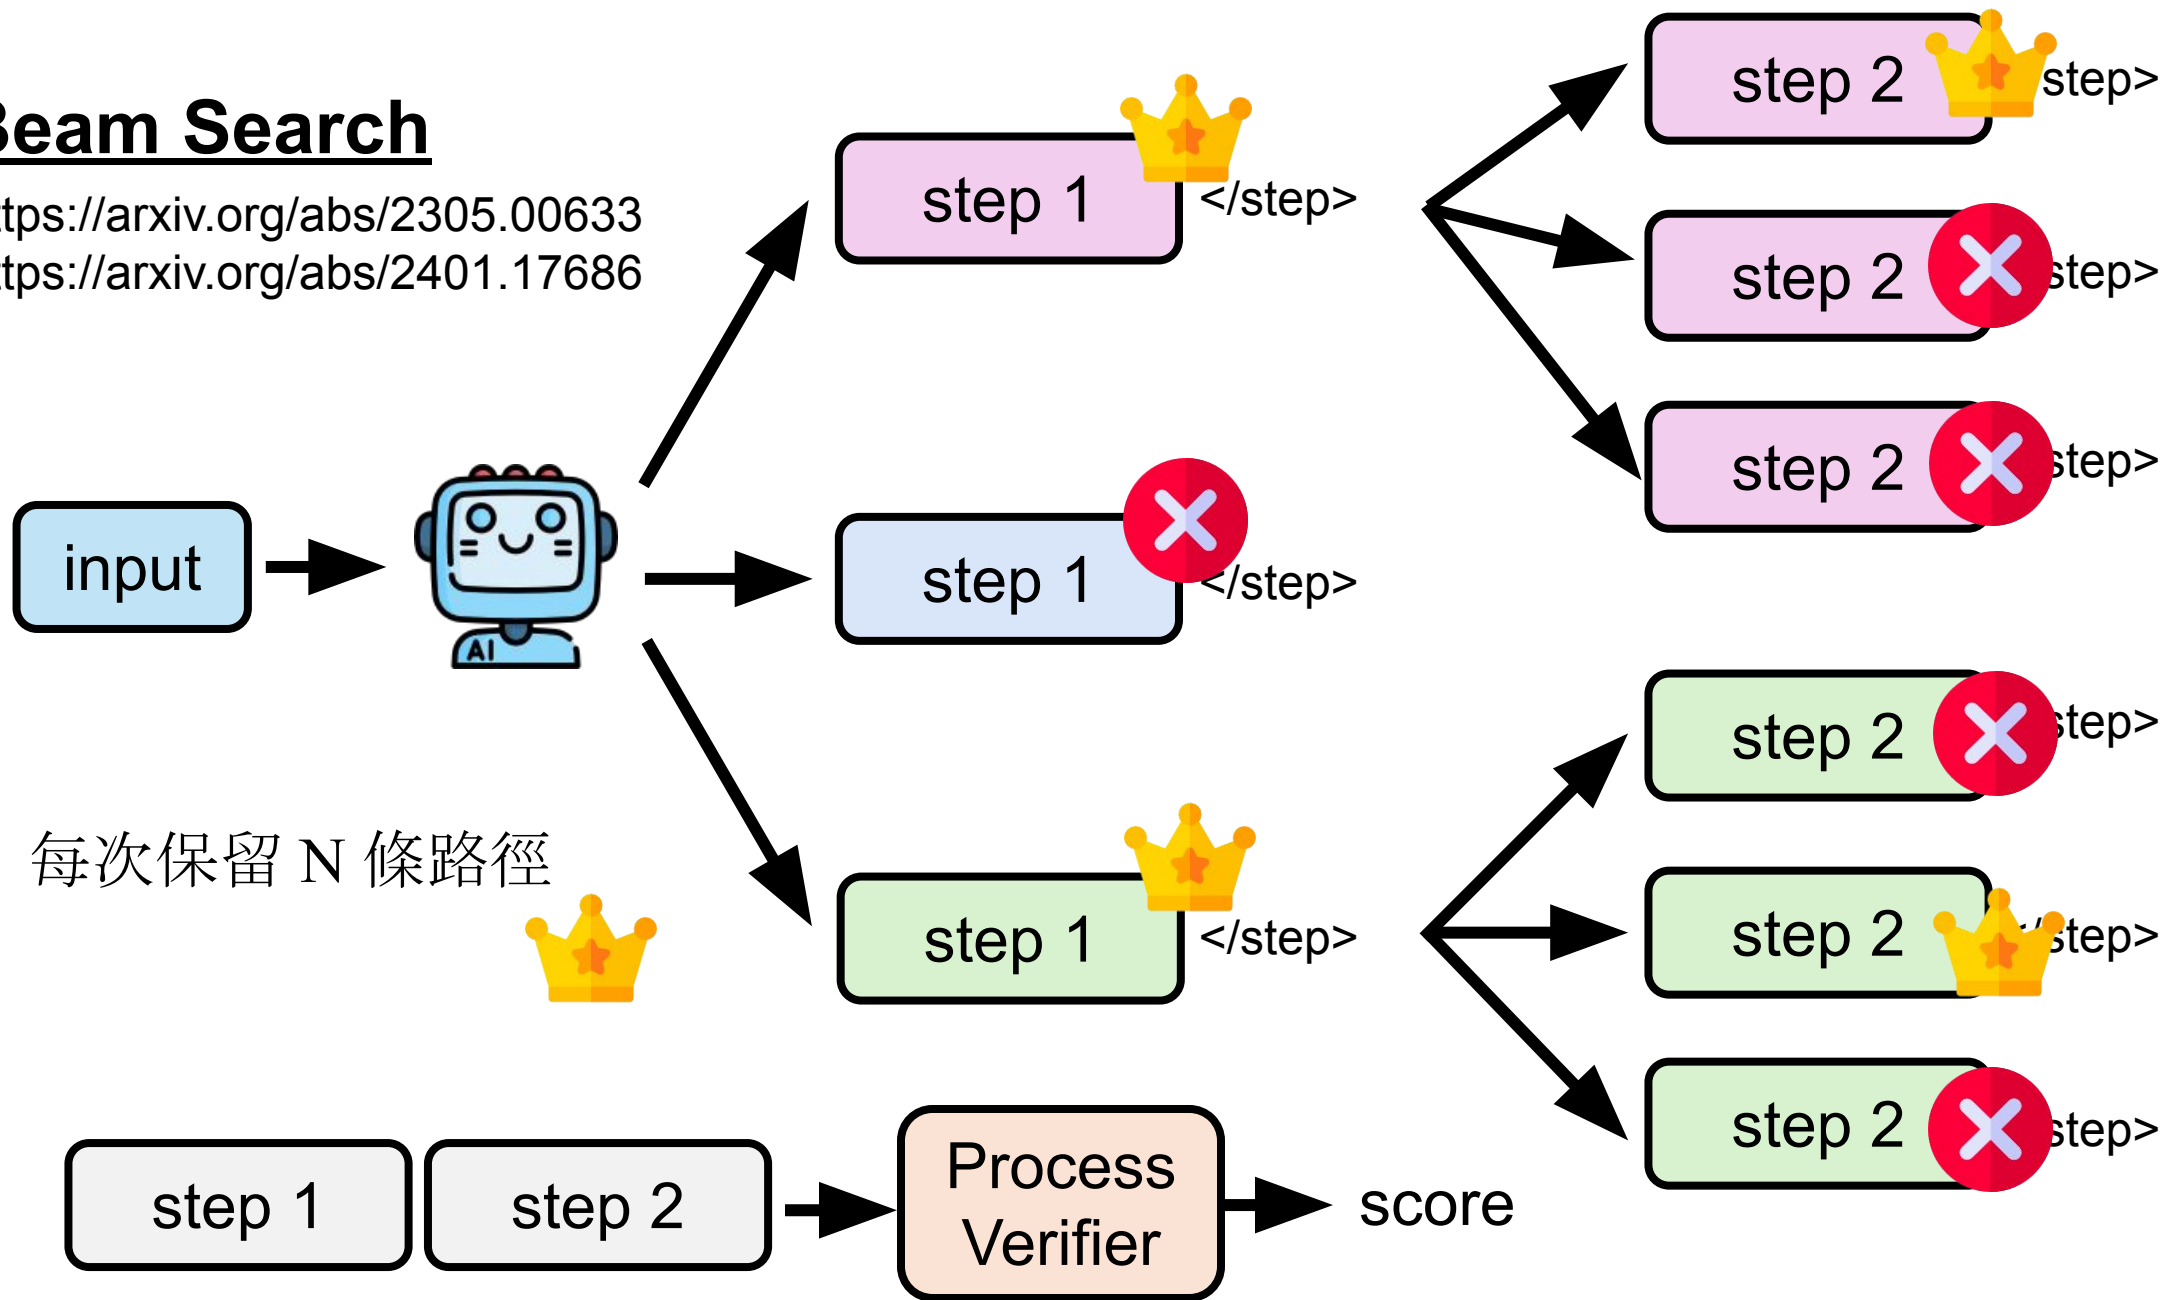 Beam Search
ttps://arxiv.org/abs/2305.00633
ttps://arxiv.org/abs/2401.17686
input
AI
每次保留 N 條路徑
step 1
</step>
step 1
</step>
step 1
</step>
step 2
step>
step 2
step>
step 2
step>
step 2
step>
step 2
/step>
step 2
step>
step 1
step 2
Process
Verifier
score